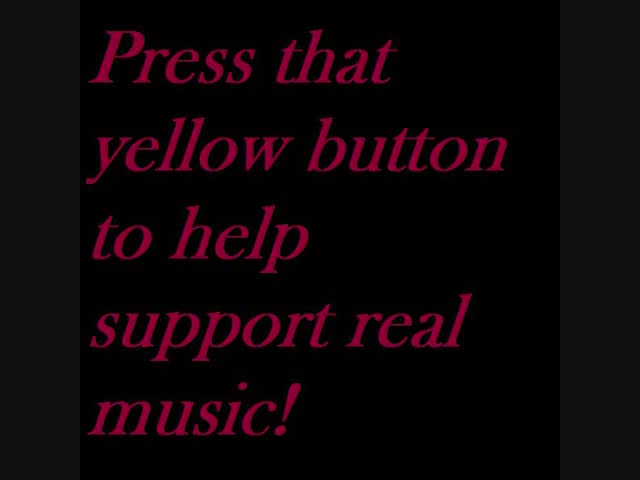 Press that
yellow button
to help
support real
music!